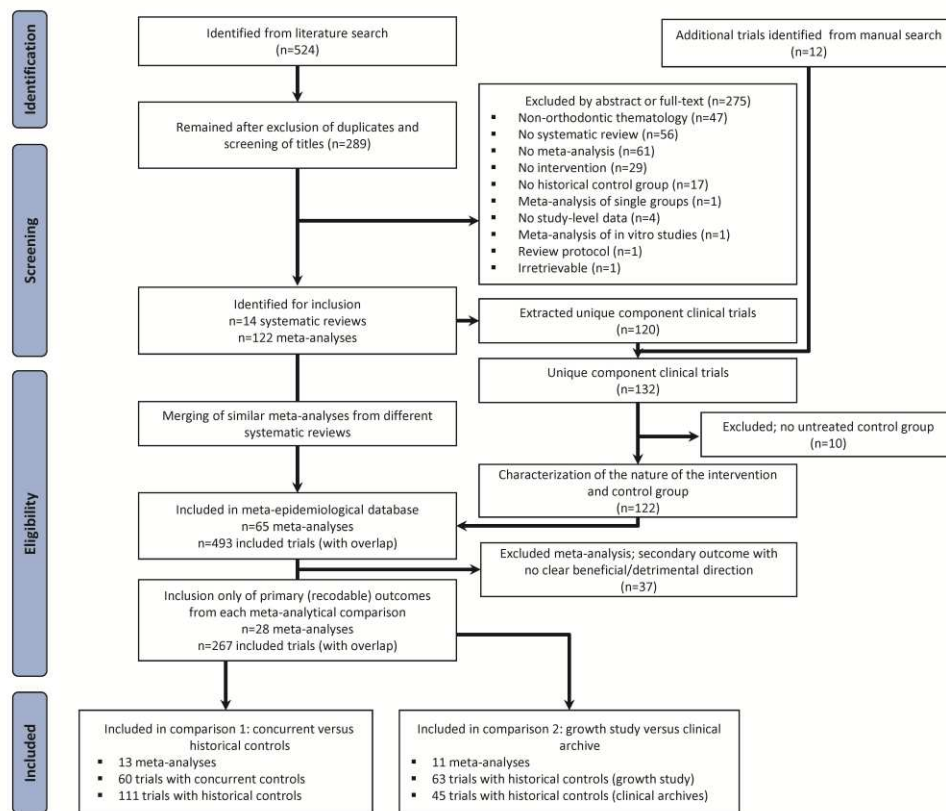 Identification
Identified from literature search
(n=524)
Additional trials identified from manual search
(n=12)
Remained after exclusion of duplicates and
screening of titles (n=289)
Excluded by abstract or full-text (n=275)
▪ Non-orthodontic thematology (n=47)
▪ No systematic review (n=56)
▪ No meta-analysis (n=61)
▪ No intervention (n=29)
▪ No historical control group (n=17)
▪ Meta-analysis of single groups (n=1)
▪ No study-level data (n=4)
▪ Meta-analysis of in vitro studies (n=1)
▪ Review protocol (n=1)
▪ Irretrievable (n=1)
Screening
Identified for inclusion
n=14 systematic reviews
n=122 meta-analyses
Extracted unique component clinical trials
(n=120)
Unique component clinical trials
(n=132)
Eligibility
Merging of similar meta-analyses from different
systematic reviews
Excluded; no untreated control group
(n=10)
Characterization of the nature of the intervention
and control group
(n=122)
Included in meta-epidemiological database
n=65 meta-analyses
n=493 included trials (with overlap)
Excluded meta-analysis; secondary outcome with
no clear beneficial/detrimental direction
(n=37)
Inclusion only of primary (recodable) outcomes
from each meta-analytical comparison
n=28 meta-analyses
n=267 included trials (with overlap)
Included
Included in comparison 1: concurrent versus
historical controls
▪ 13 meta-analyses
▪ 60 trials with concurrent controls
▪ 111 trials with historical controls
Included in comparison 2: growth study versus clinical
archive
▪ 11 meta-analyses
▪ 63 trials with historical controls (growth study)
▪ 45 trials with historical controls (clinical archives)